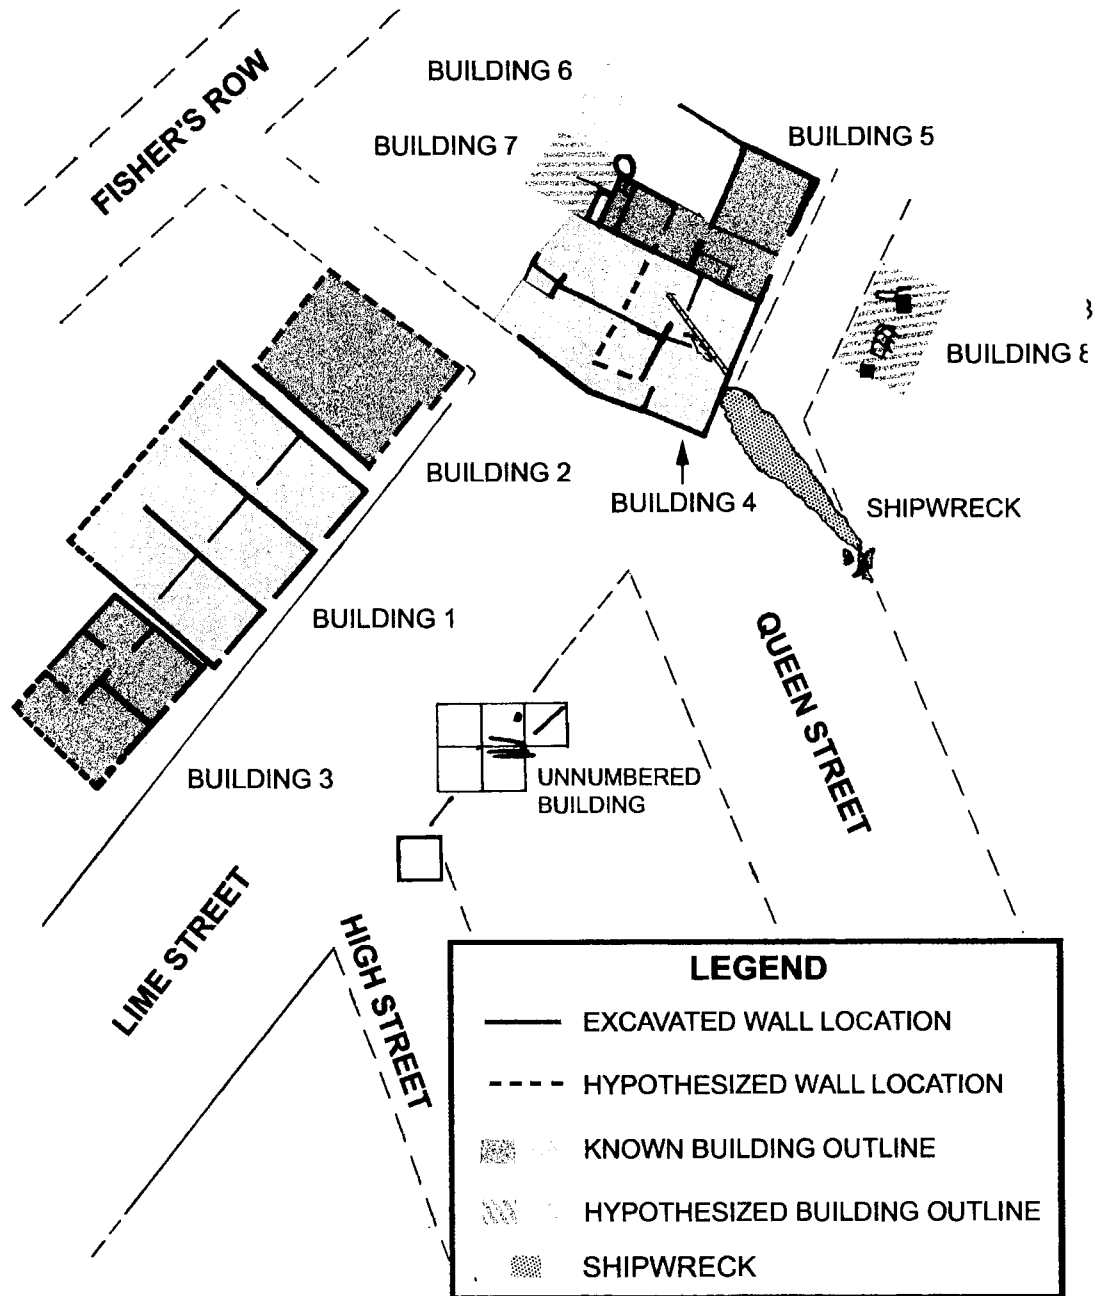 BUILDING 6
FISHER'S ROW
BUILDING 7
BUILDING 5
BUILDING 8
BUILDING 2
BUILDING 4
SHIPWRECK
BUILDING 1
QUEEN STREET
BUILDING 3
UNNUMBERED
BUILDING
LIME STREET
HIGH STREET
LEGEND
EXCAVATED WALL LOCATION
HYPOTHESIZED WALL LOCATION
KNOWN BUILDING OUTLINE
HYPOTHESIZED BUILDING OUTLINE
SHIPWRECK